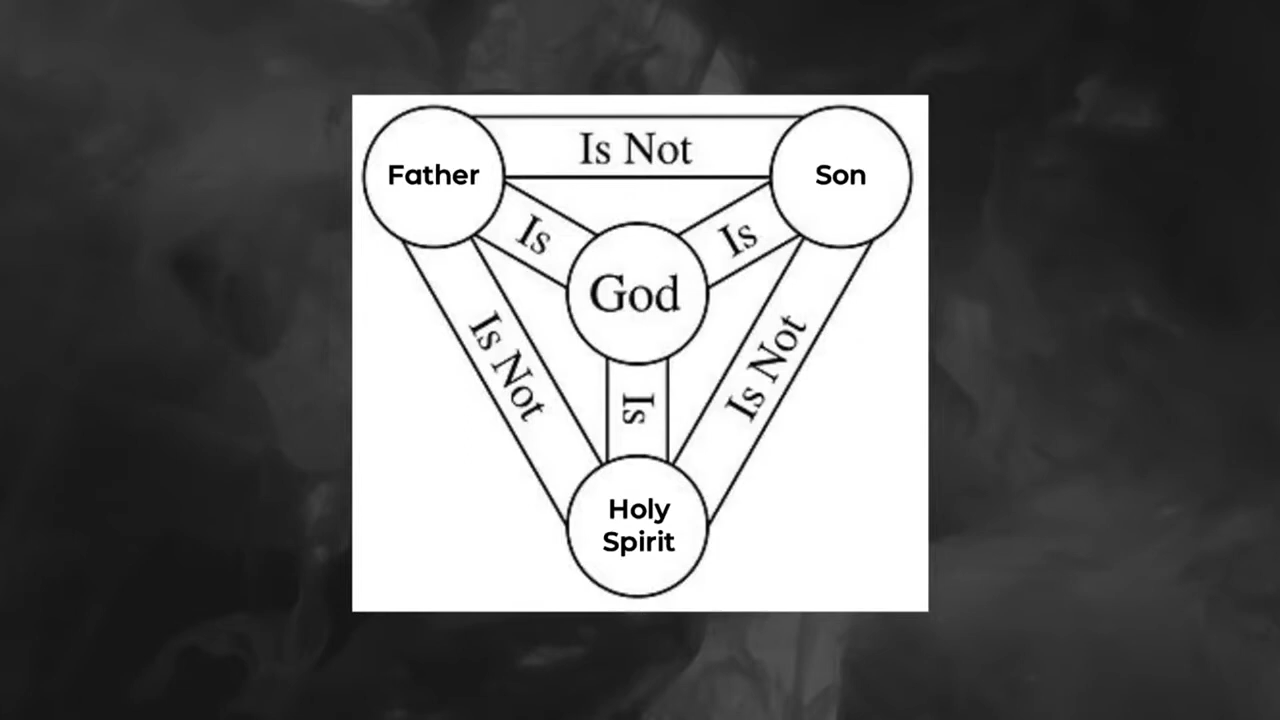 Is Not
Father
Son
Is
Is
God
Is Not
Is Not
Is
Holy
Spirit